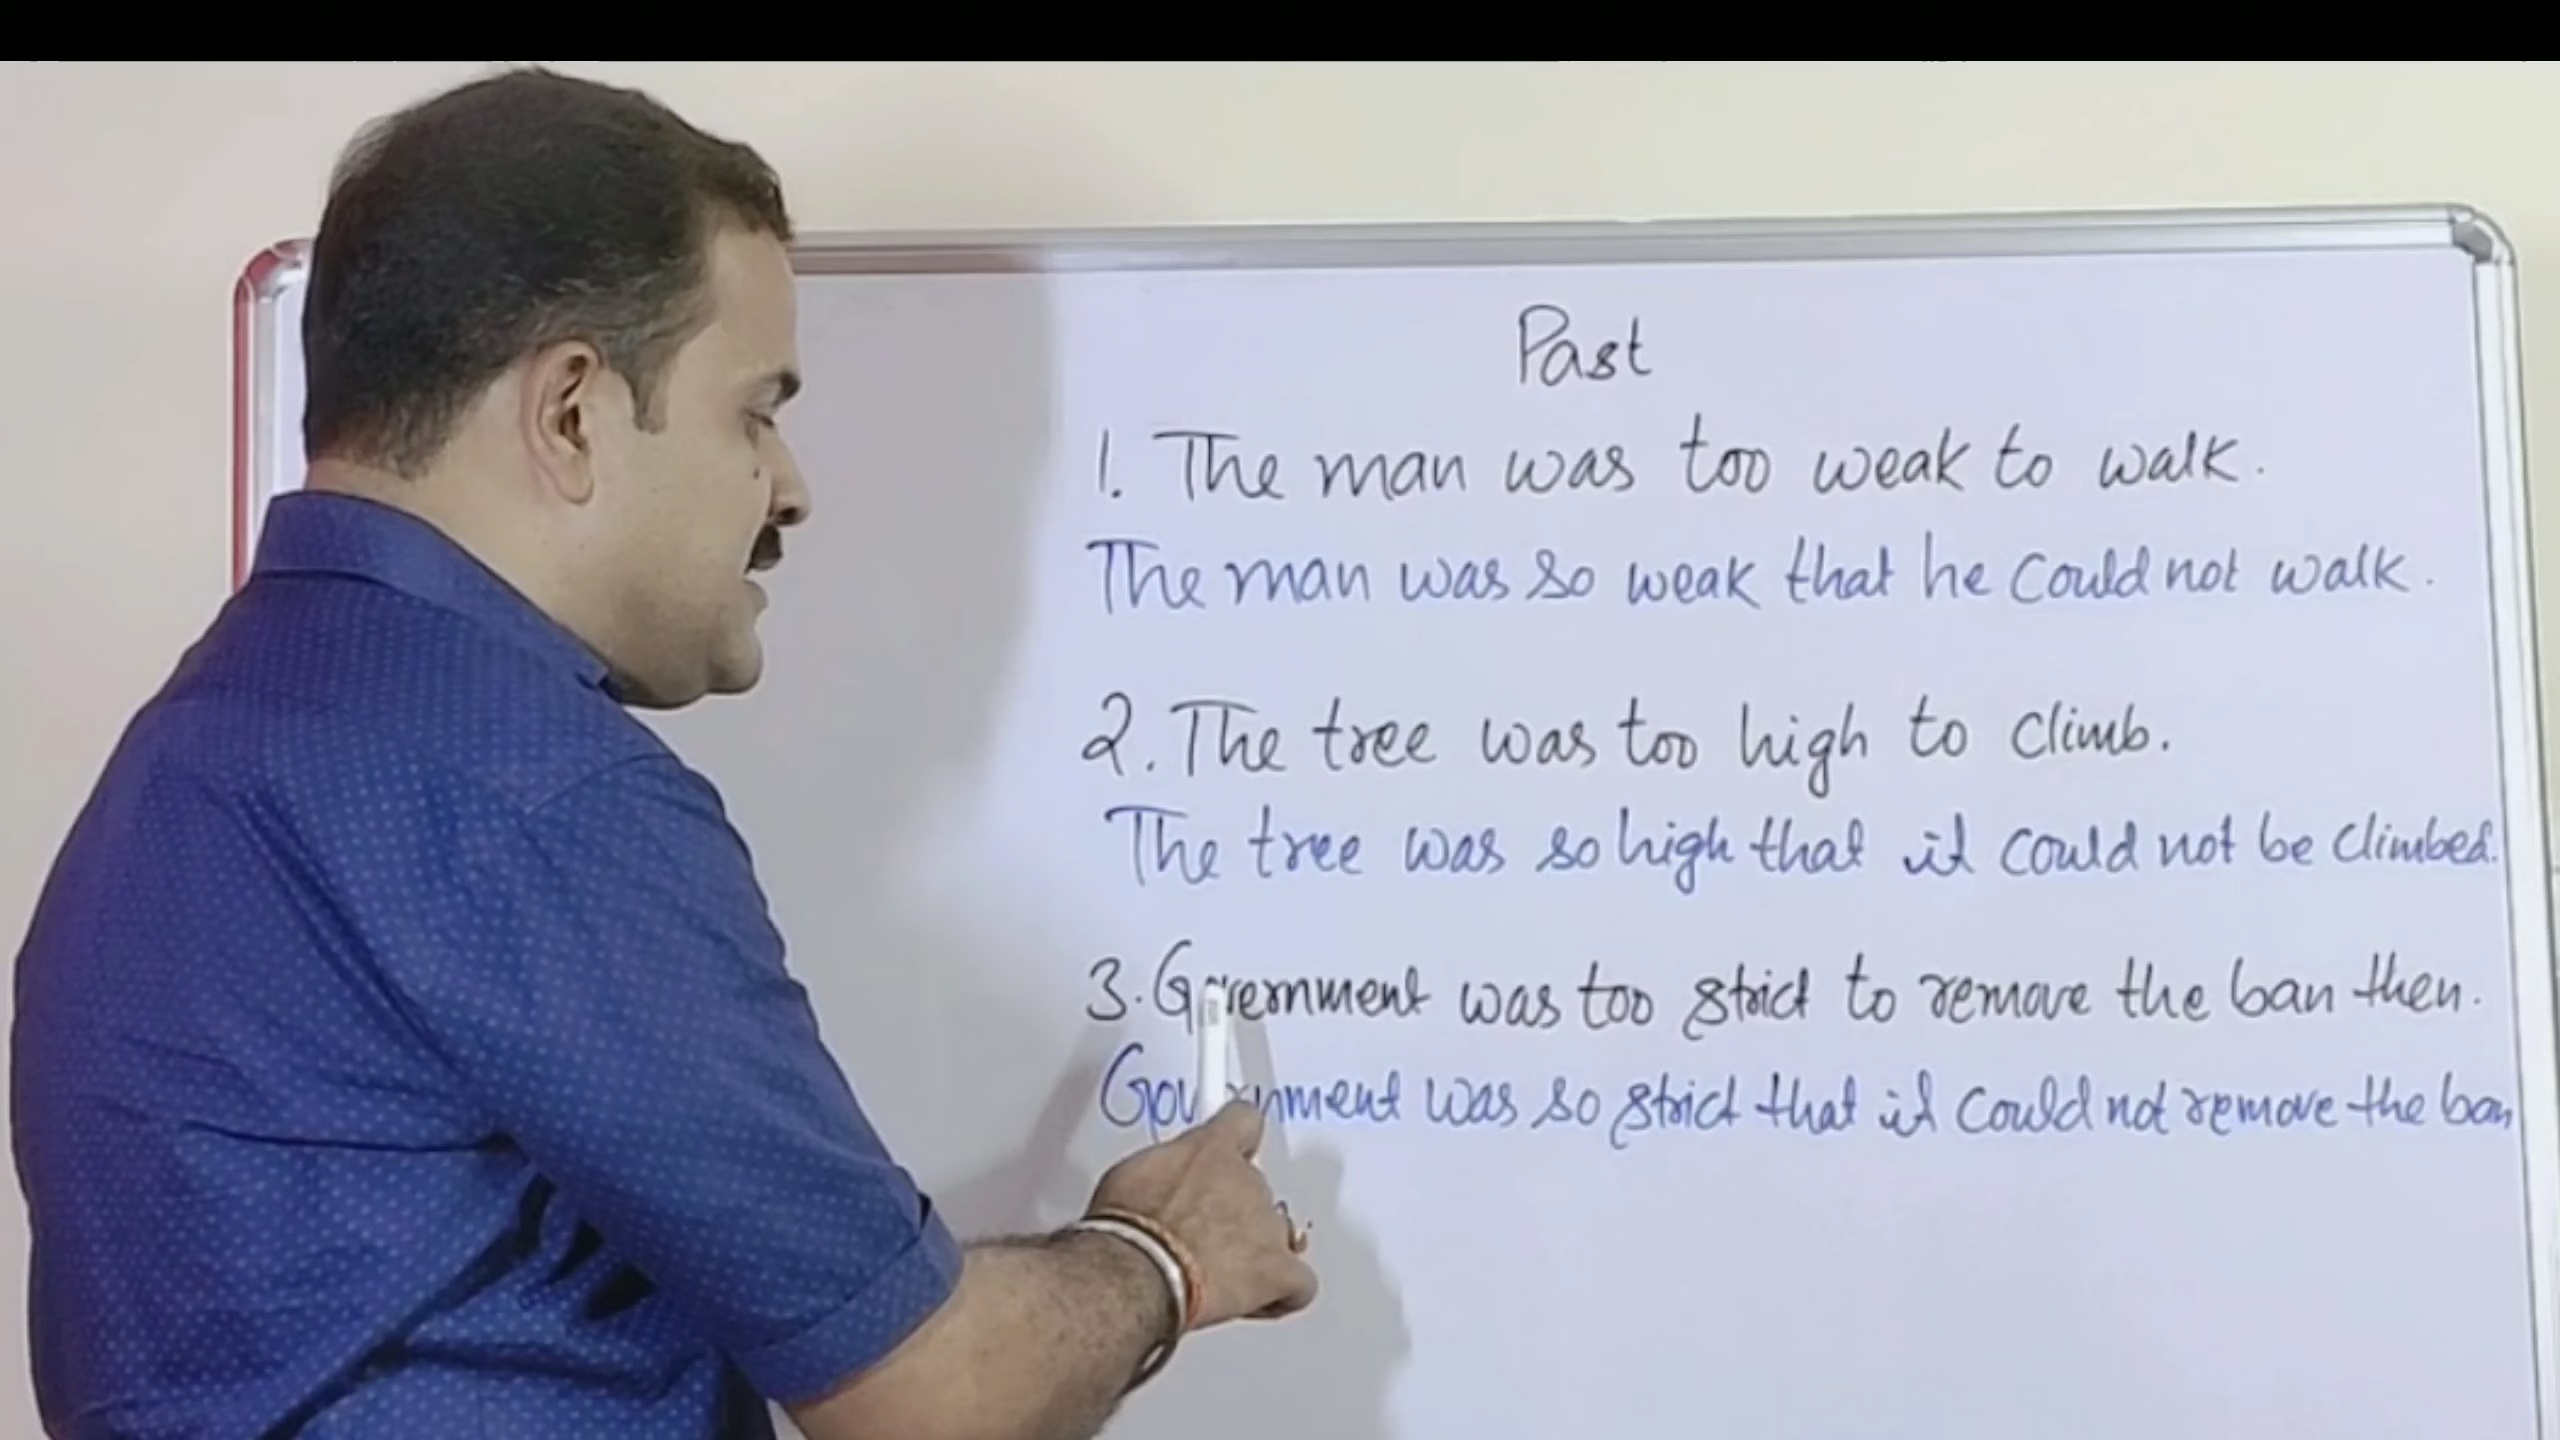 Past
1. The man was too weak to walk.
The man was so weak that he could not walk.
2. The tree was too high to climb.
The tree was so high that it could not be climbed.
3. Government was too strict to remove the ban then.
Government was so strict that it could not remove the ban